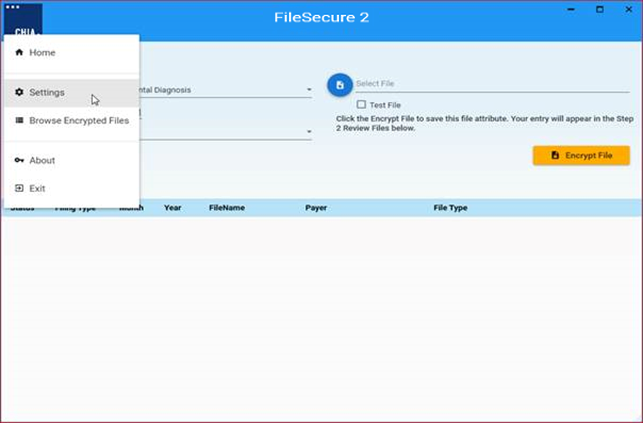 FileSecure 2
CHIA
Home
Settings
Browse Encrypted Files
About
Exit
ntal Diagnosis
Select File
Test File
Click the Encrypt File to save this file attribute. Your entry will appear in the Step
2 Review Files below.
Encrypt File
Status Filing Type Month Year FileName Payer File Type